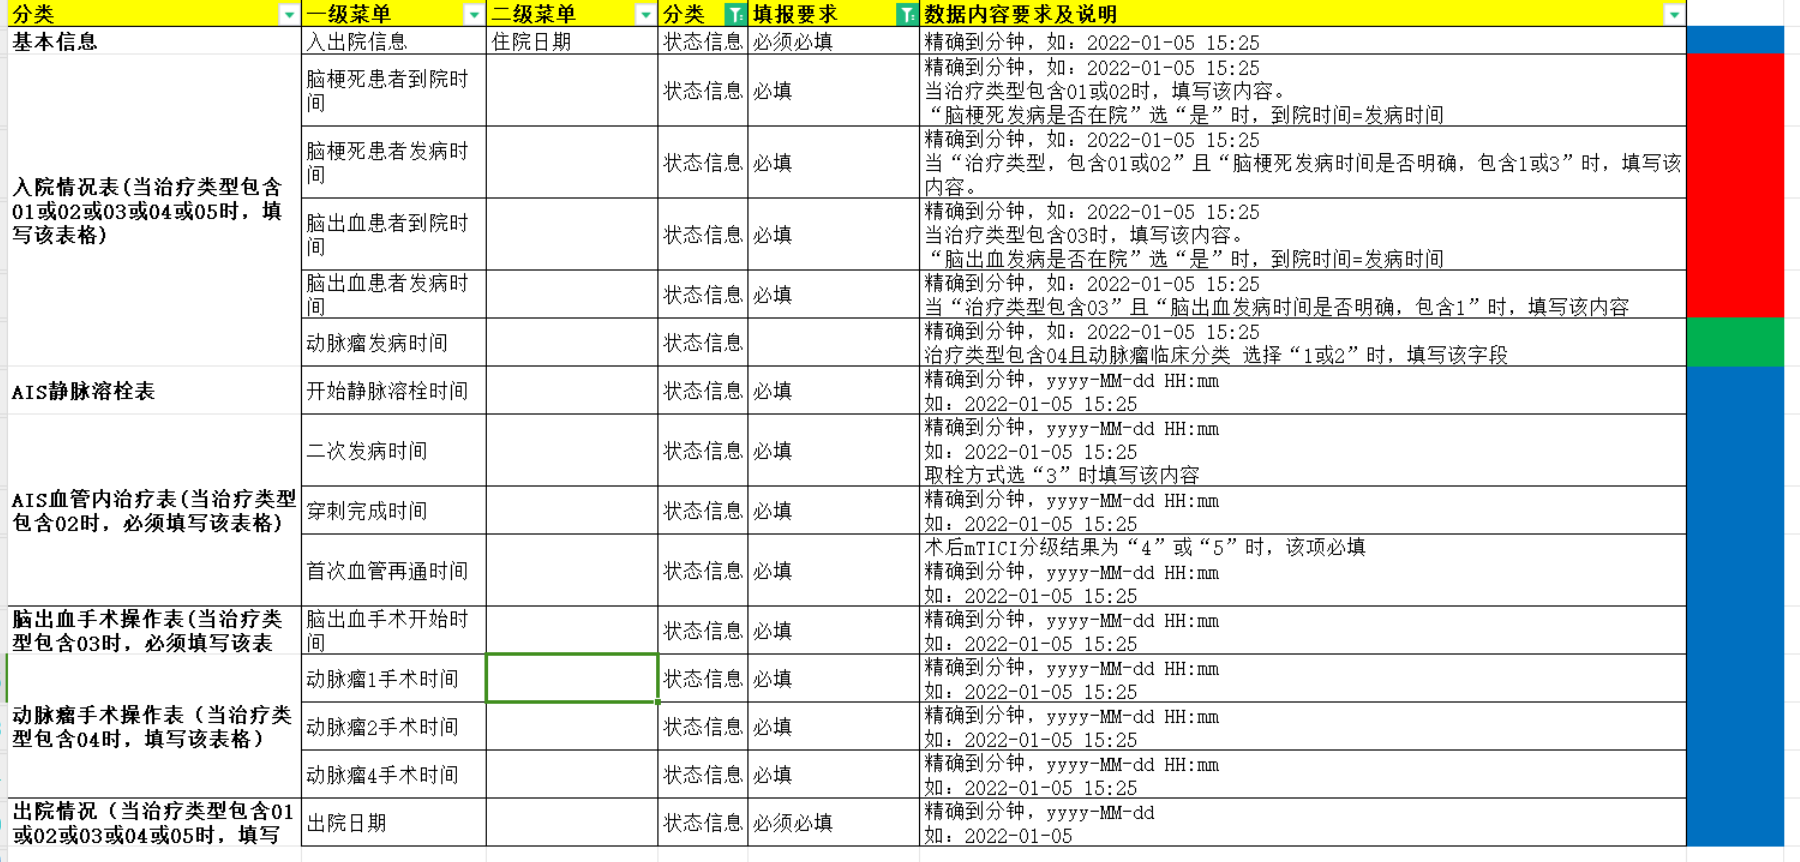 分类 一级菜单 二级菜单 分类 填报要求 数据内容要求及说明
基本信息 入出院信息 住院日期 状态信息 必须必填 精确到分钟，如：2022-01-05 15:25
入院情况表(当治疗类型包含
01或02或03或04或05时，填
写该表格)
脑梗死患者到院时
间
状态信息 必填
精确到分钟，如：2022-01-05 15:25
当治疗类型包含01或02时，填写该内容。
“脑梗死发病是否在院”选“是”时，到院时间=发病时间
脑梗死患者发病时
间
状态信息 必填
精确到分钟，如：2022-01-05 15:25
当“治疗类型，包含01或02”且“脑梗死发病时间是否明确，包含1或3”时，填写该
内容。
脑出血患者到院时
间
状态信息 必填
精确到分钟，如：2022-01-05 15:25
当治疗类型包含03时，填写该内容。
“脑出血发病是否在院”选“是”时，到院时间=发病时间
脑出血患者发病时
间
状态信息 必填
精确到分钟，如：2022-01-05 15:25
当“治疗类型包含03”且“脑出血发病时间是否明确，包含1”时，填写该内容
动脉瘤发病时间 状态信息
精确到分钟，如：2022-01-05 15:25
治疗类型包含04且动脉瘤临床分类 选择“1或2”时，填写该字段
AIS静脉溶栓表 开始静脉溶栓时间 状态信息 必填
精确到分钟，yyyy-MM-dd HH:mm
如：2022-01-05 15:25
AIS血管内治疗表(当治疗类型
包含02时，必须填写该表格)
二次发病时间 状态信息 必填
精确到分钟，yyyy-MM-dd HH:mm
如：2022-01-05 15:25
取栓方式选“3”时填写该内容
穿刺完成时间 状态信息 必填
精确到分钟，yyyy-MM-dd HH:mm
如：2022-01-05 15:25
首次血管再通时间 状态信息 必填
术后mTICI分级结果为“4”或“5”时，该项必填
精确到分钟，yyyy-MM-dd HH:mm
如：2022-01-05 15:25
脑出血手术操作表(当治疗类
型包含03时，必须填写该表
脑出血手术开始时
间
状态信息 必填
精确到分钟，yyyy-MM-dd HH:mm
如：2022-01-05 15:25
动脉瘤手术操作表（当治疗类
型包含04时，填写该表格）
动脉瘤1手术时间 状态信息 必填
精确到分钟，yyyy-MM-dd HH:mm
如：2022-01-05 15:25
动脉瘤2手术时间 状态信息 必填
精确到分钟，yyyy-MM-dd HH:mm
如：2022-01-05 15:25
动脉瘤4手术时间 状态信息 必填
精确到分钟，yyyy-MM-dd HH:mm
如：2022-01-05 15:25
出院情况（当治疗类型包含01
或02或03或04或05时，填写
出院日期 状态信息 必须必填
精确到分钟，yyyy-MM-dd
如：2022-01-05